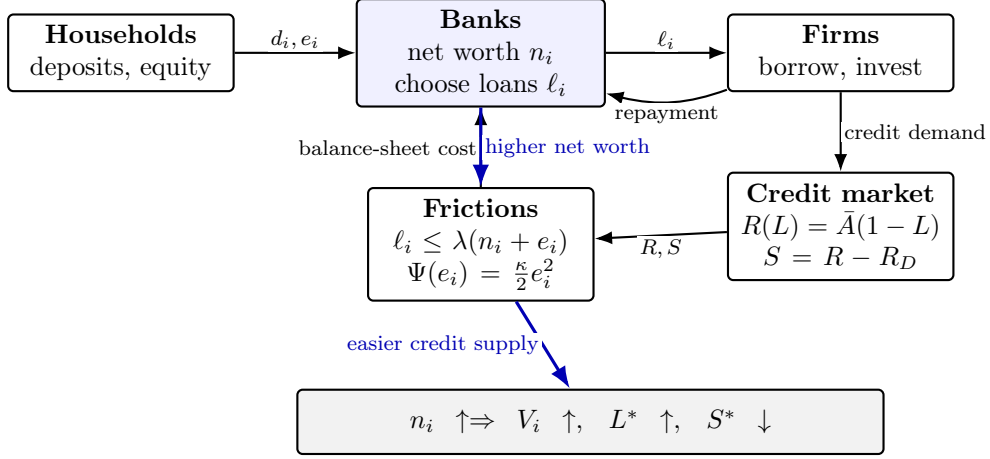 Households
deposits, equity
d_i, e_i
Banks
net worth n_i
choose loans ℓ_i
ℓ_i
Firms
borrow, invest
repayment
credit demand
balance-sheet cost
higher net worth
Credit market
R(L) = Ā(1 − L)
S = R − R_D
R, S
Frictions
ℓ_i ≤ λ(n_i + e_i)
Ψ(e_i) = κ/2 e_i^2
easier credit supply
n_i ↑⇒ V_i ↑, L* ↑, S* ↓